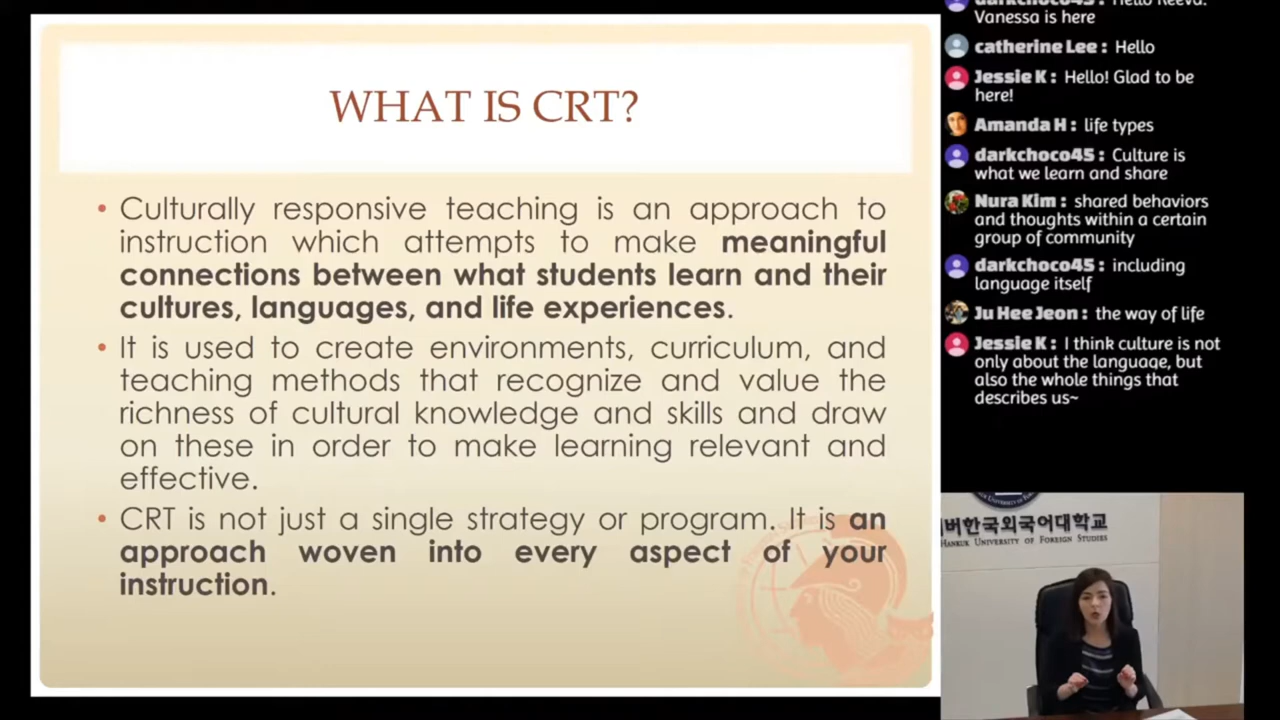 WHAT IS CRT?
• Culturally responsive teaching is an approach to
instruction which attempts to make meaningful
connections between what students learn and their
cultures, languages, and life experiences.
• It is used to create environments, curriculum, and
teaching methods that recognize and value the
richness of cultural knowledge and skills and draw
on these in order to make learning relevant and
effective.
• CRT is not just a single strategy or program. It is an
approach woven into every aspect of your
instruction.
darkchoco45 : Hello Reeva!
Vanessa is here
catherine Lee : Hello
Jessie K : Hello! Glad to be
here!
Amanda H : life types
darkchoco45 : Culture is
what we learn and share
Nura Kim : shared behaviors
and thoughts within a certain
group of community
darkchoco45 : including
language itself
Ju Hee Jeon : the way of life
Jessie K : I think culture is not
only about the language, but
also the whole things that
describes us~
버한국외국어대학교
HANKUK UNIVERSITY OF FOREIGN STUDIES